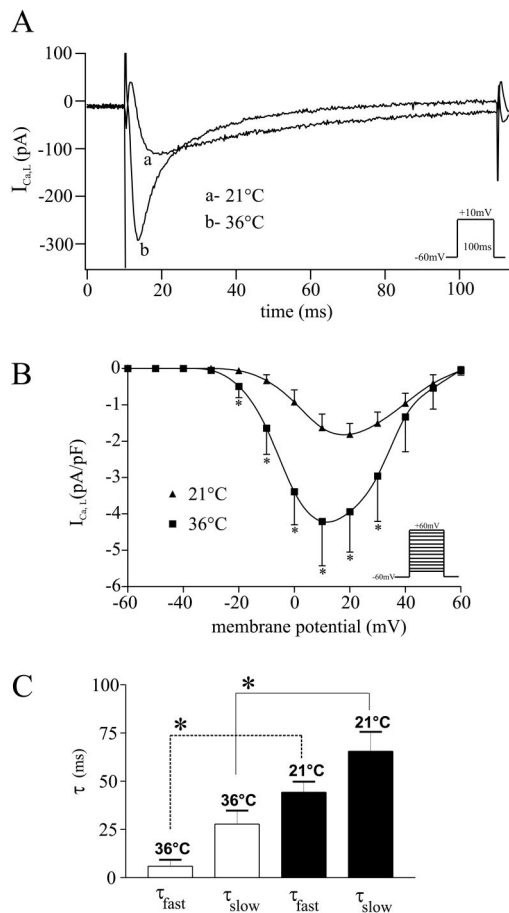 A
100
0
-100
-200
-300
I_Ca,L (pA)
a
b
a- 21°C
b- 36°C
+10mV
100ms
-60mV
0 20 40 60 80 100
time (ms)
B
0
-1
-2
-3
-4
-5
-6
I_Ca, L (pA/pF)
21°C
36°C
* * * * * *
+60mV
-60mV
-60 -40 -20 0 20 40 60
membrane potential (mV)
C
100
75
50
25
0
τ (ms)
*
*
36°C
36°C
21°C
21°C
τ_fast τ_slow τ_fast τ_slow